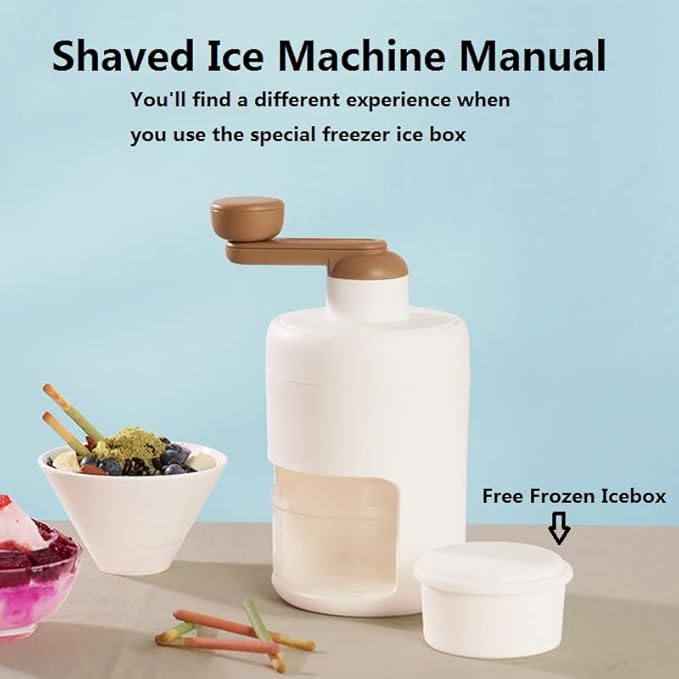 Shaved Ice Machine Manual
You'll find a different experience when
you use the special freezer ice box
Free Frozen Icebox